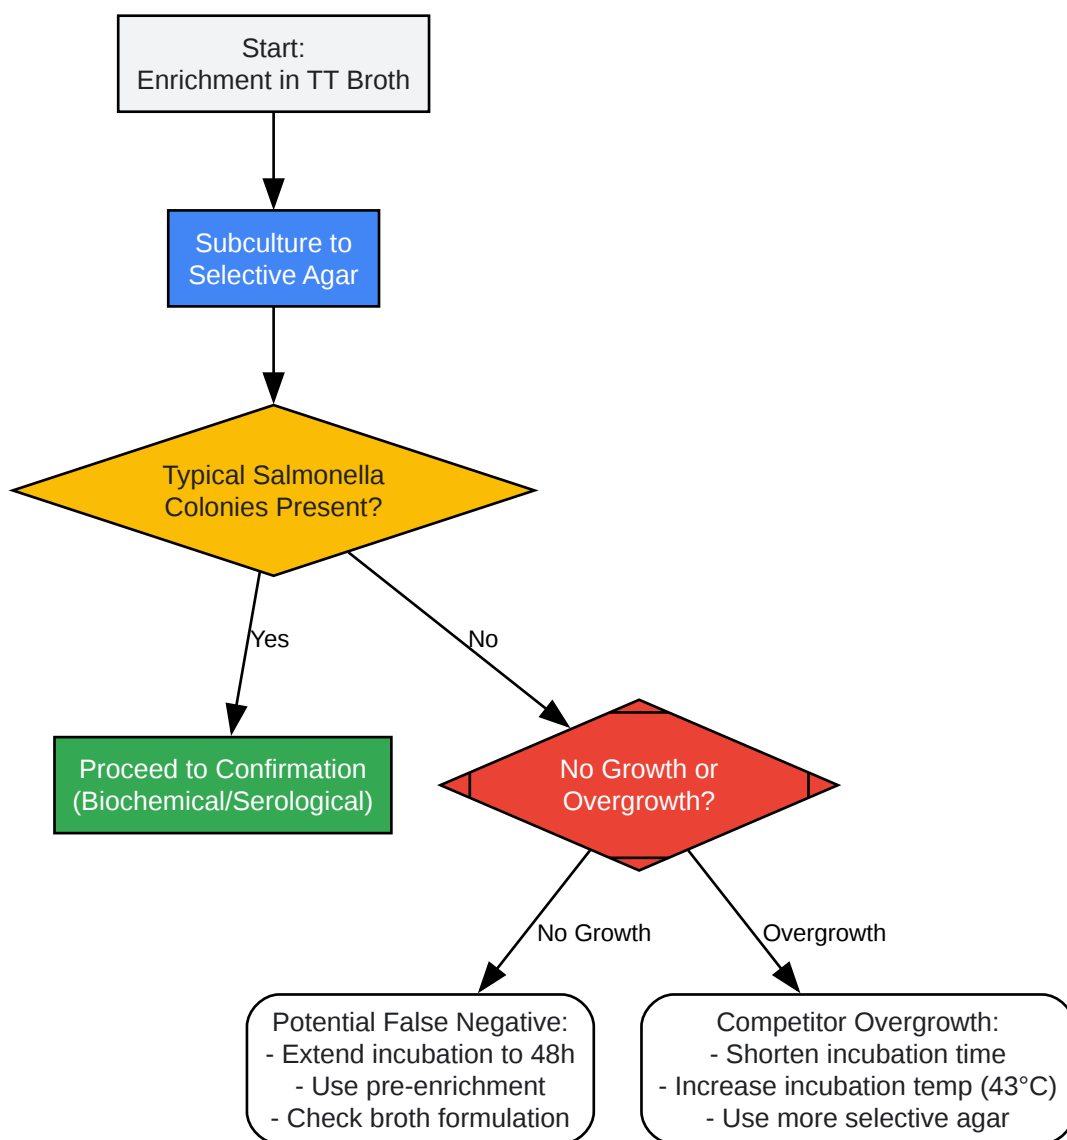 Start:
Enrichment in TT Broth
Subculture to
Selective Agar
Typical Salmonella
Colonies Present?
Yes
No
Proceed to Confirmation
(Biochemical/Serological)
No Growth or
Overgrowth?
No Growth
Overgrowth
Potential False Negative:
- Extend incubation to 48h
- Use pre-enrichment
- Check broth formulation
Competitor Overgrowth:
- Shorten incubation time
- Increase incubation temp (43°C)
- Use more selective agar